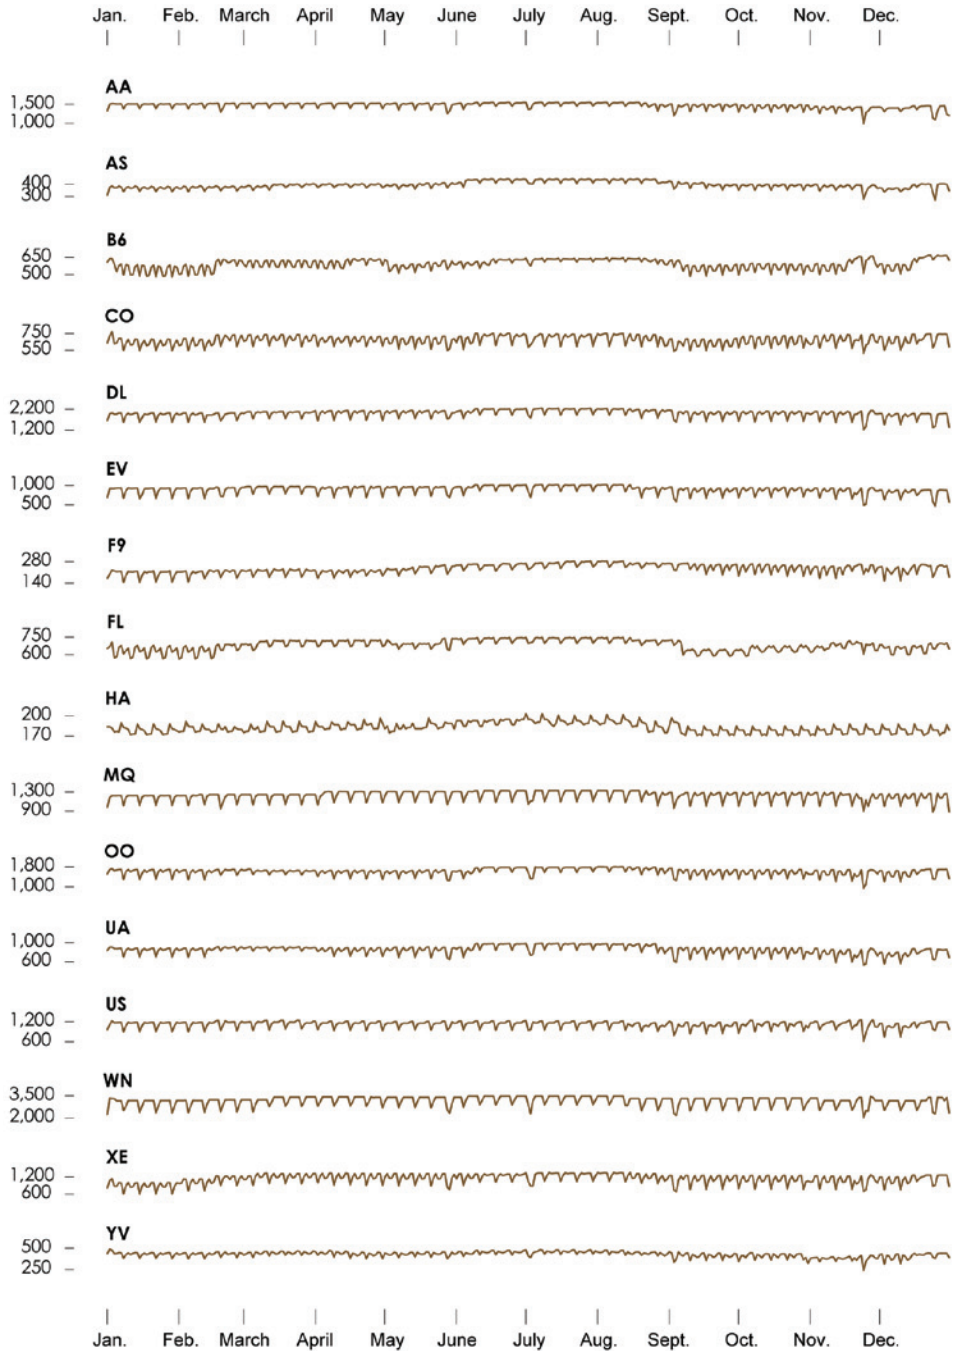 Jan. Feb. March April May June July Aug. Sept. Oct. Nov. Dec.
AA
1,500
1,000
AS
400
300
B6
650
500
CO
750
550
DL
2,200
1,200
EV
1,000
500
F9
280
140
FL
750
600
HA
200
170
MQ
1,300
900
OO
1,800
1,000
UA
1,000
600
US
1,200
600
WN
3,500
2,000
XE
1,200
600
YV
500
250
Jan. Feb. March April May June July Aug. Sept. Oct. Nov. Dec.